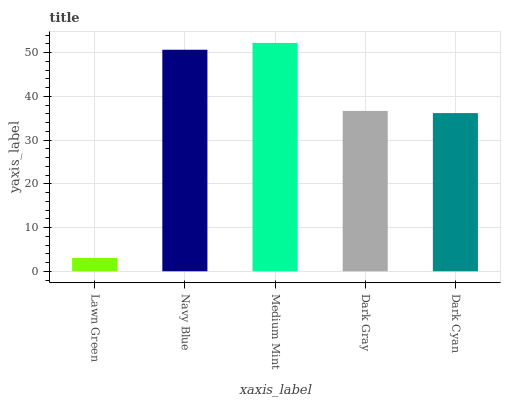 title
yaxis_label
50
40
30
20
10
0
Lawn Green
Navy Blue
Medium Mint
Dark Gray
Dark Cyan
xaxis_label